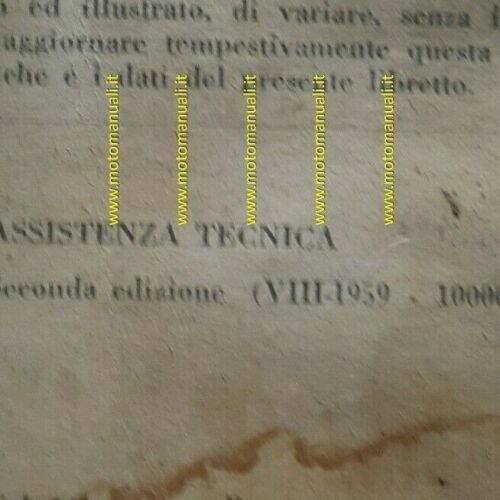 ed illustrato, di variare, senza
aggiornare tempestivamente questa
che e i dati del presente libretto.
www.motomanuali.it
www.motomanuali.it
www.motomanuali.it
www.motomanuali.it
www.motomanuali.it
ASSISTENZA TECNICA
Seconda edizione (VIII-1959 - 10000